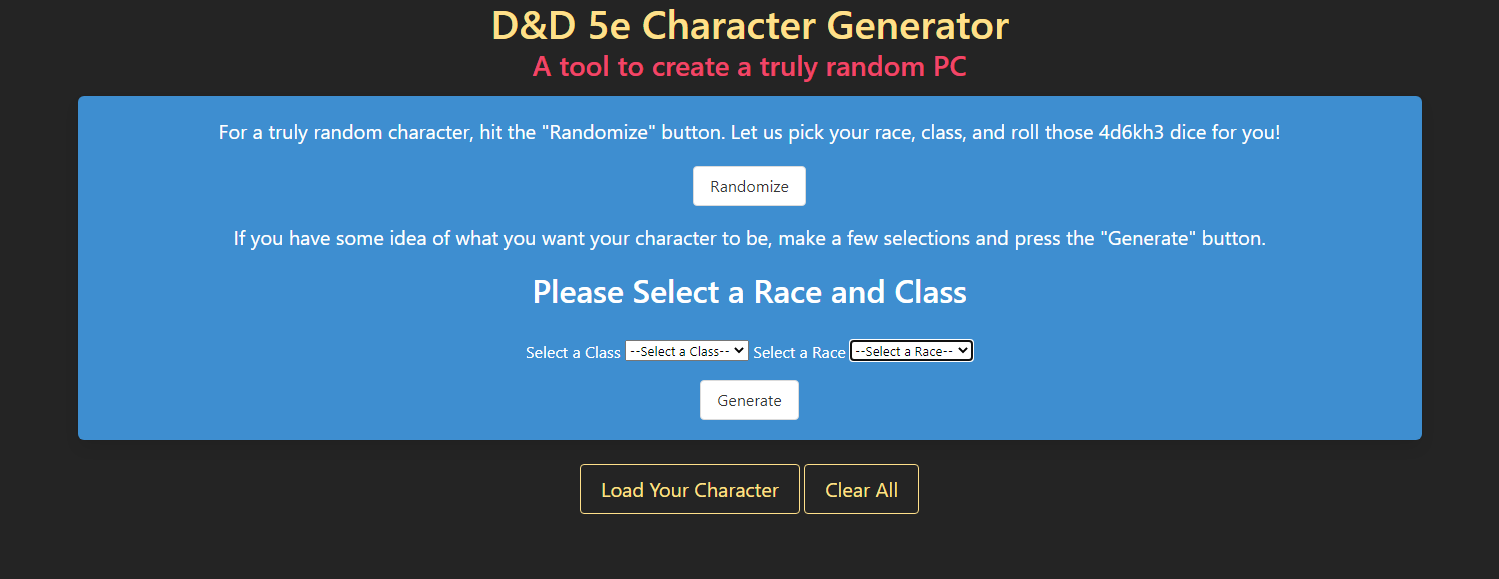 D&D 5e Character Generator
A tool to create a truly random PC
For a truly random character, hit the "Randomize" button. Let us pick your race, class, and roll those 4d6kh3 dice for you!
Randomize
If you have some idea of what you want your character to be, make a few selections and press the "Generate" button.
Please Select a Race and Class
Select a Class --Select a Class-- Select a Race --Select a Race--
Generate
Load Your Character Clear All